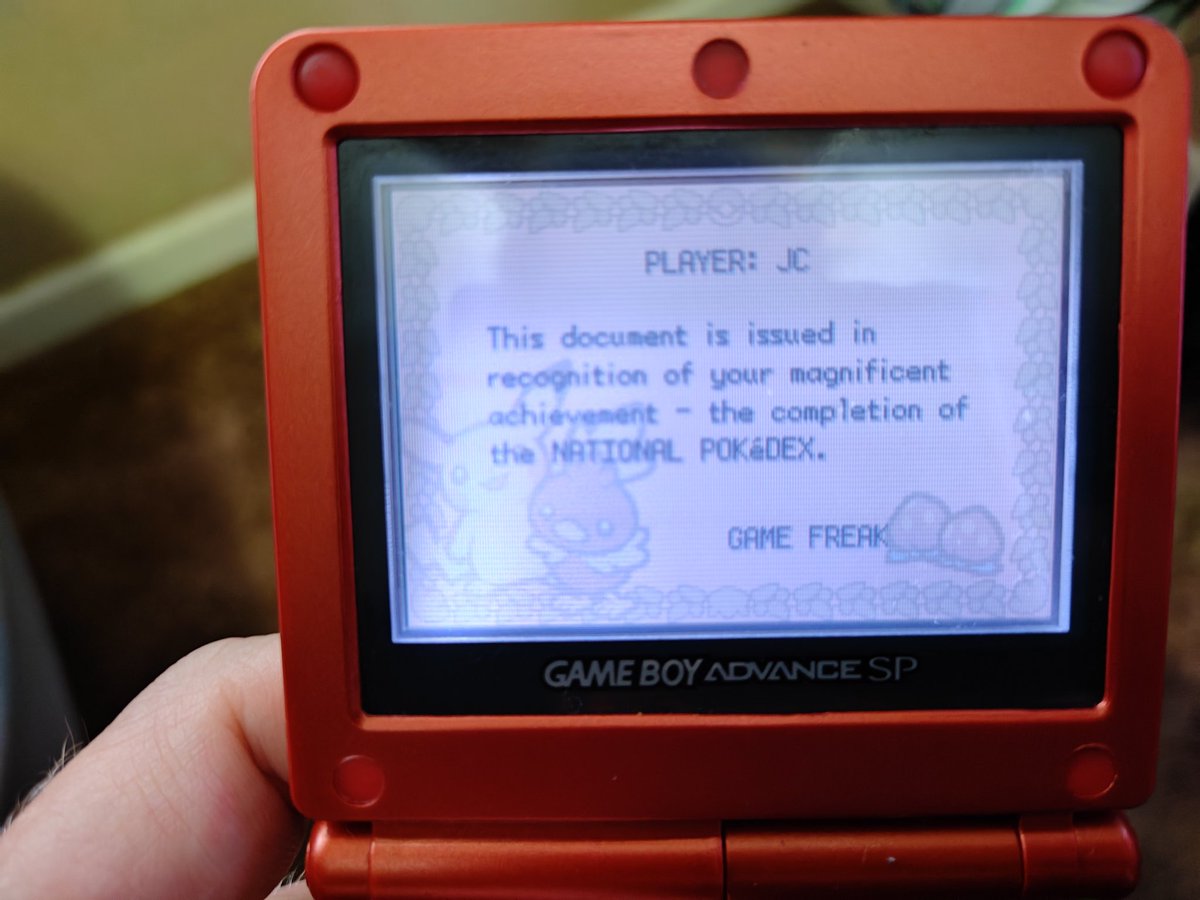 PLAYER: JC
This document is issued in
recognition of your magnificent
achievement – the completion of
the NATIONAL POKéDEX.
GAME FREAK
GAME BOY ADVANCE SP